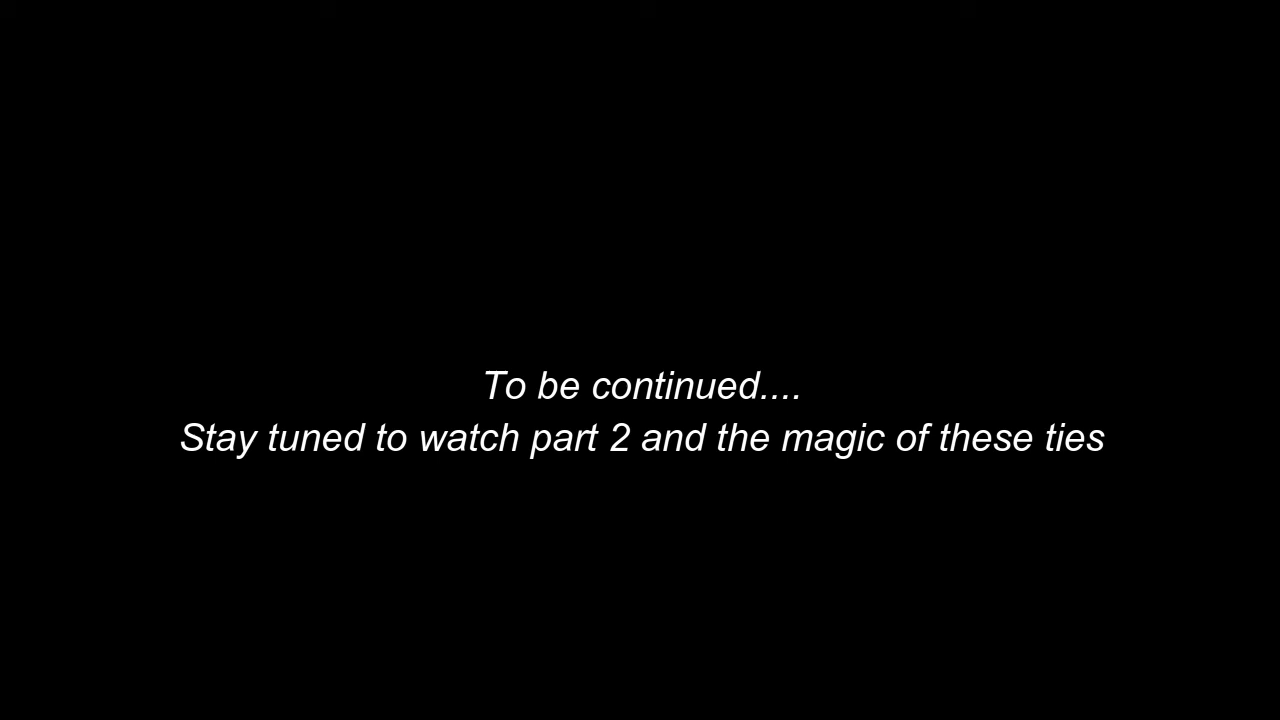 To be continued....
Stay tuned to watch part 2 and the magic of these ties